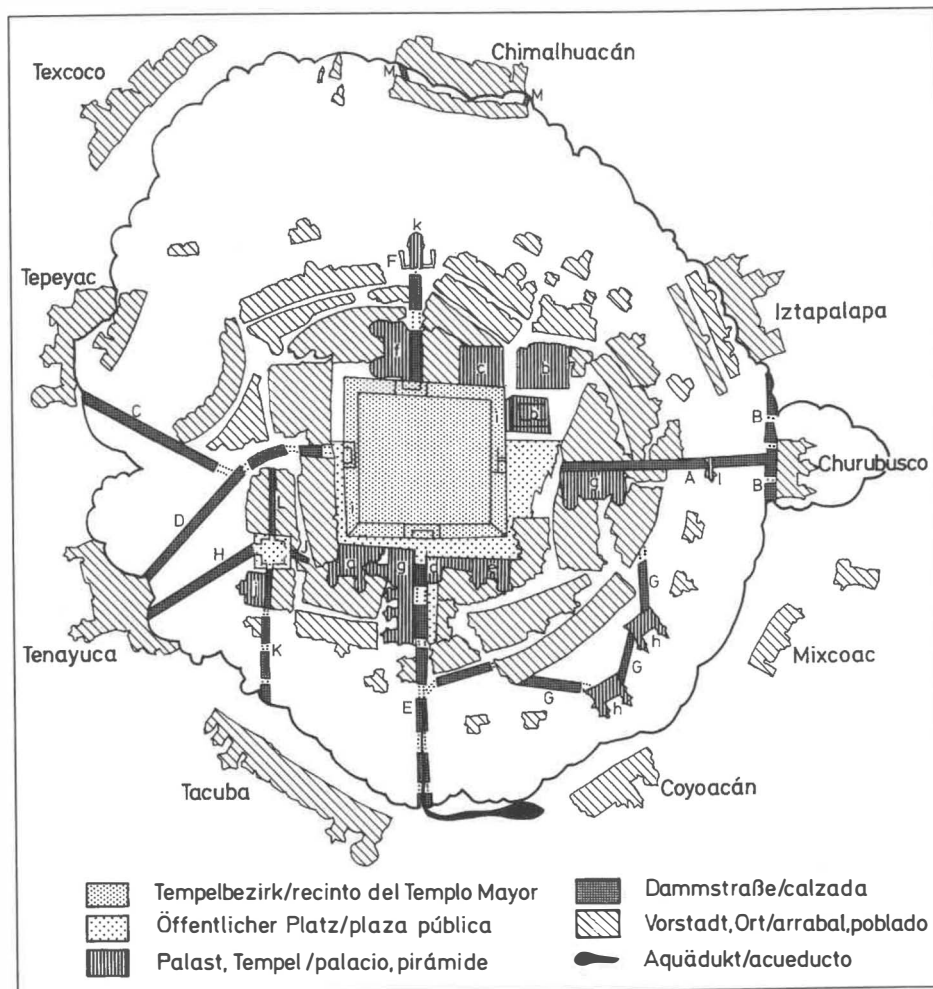 Chimalhuacán
Texcoco
M
M
k
F
Tepeyac
Iztapalapa
f
c
b
b
C
B
Churubusco
A
l
g
B
D
L
H
g
g
g
g
G
Tenayuca
h
Mixcoac
K
G
E
G
h
Tacuba
Coyoacán
Tempelbezirk/recinto del Templo Mayor
Öffentlicher Platz/plaza pública
Palast, Tempel/palacio, pirámide
Dammstraße/calzada
Vorstadt, Ort/arrabal, poblado
Aquädukt/acueducto